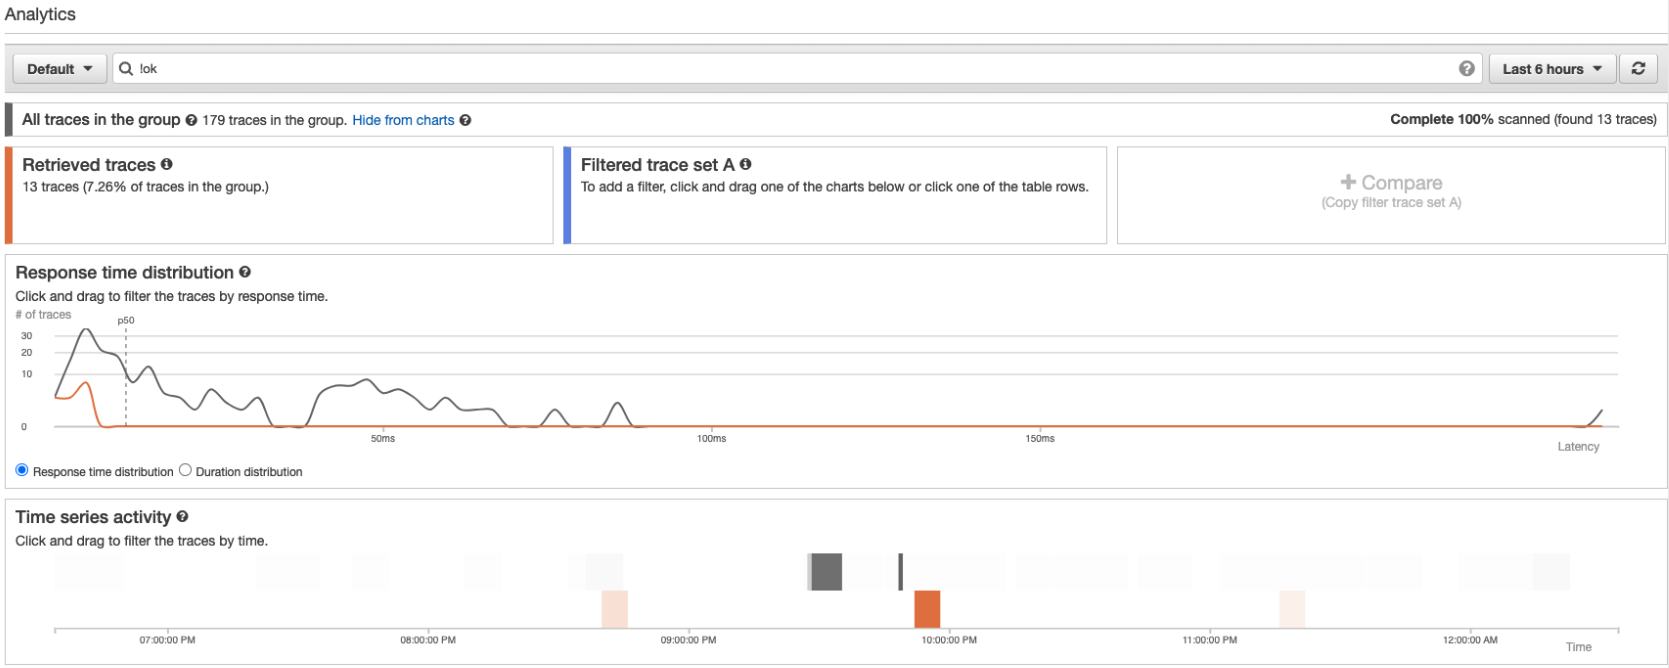 Analytics
Default
!ok
Last 6 hours
All traces in the group 179 traces in the group. Hide from charts
Complete 100% scanned (found 13 traces)
Retrieved traces
13 traces (7.26% of traces in the group.)
Filtered trace set A
To add a filter, click and drag one of the charts below or click one of the table rows.
Compare
(Copy filter trace set A)
Response time distribution
Click and drag to filter the traces by response time.
# of traces
p50
30
20
10
0
50ms 100ms 150ms
Latency
Response time distribution Duration distribution
Time series activity
Click and drag to filter the traces by time.
07:00:00 PM 08:00:00 PM 09:00:00 PM 10:00:00 PM 11:00:00 PM 12:00:00 AM
Time